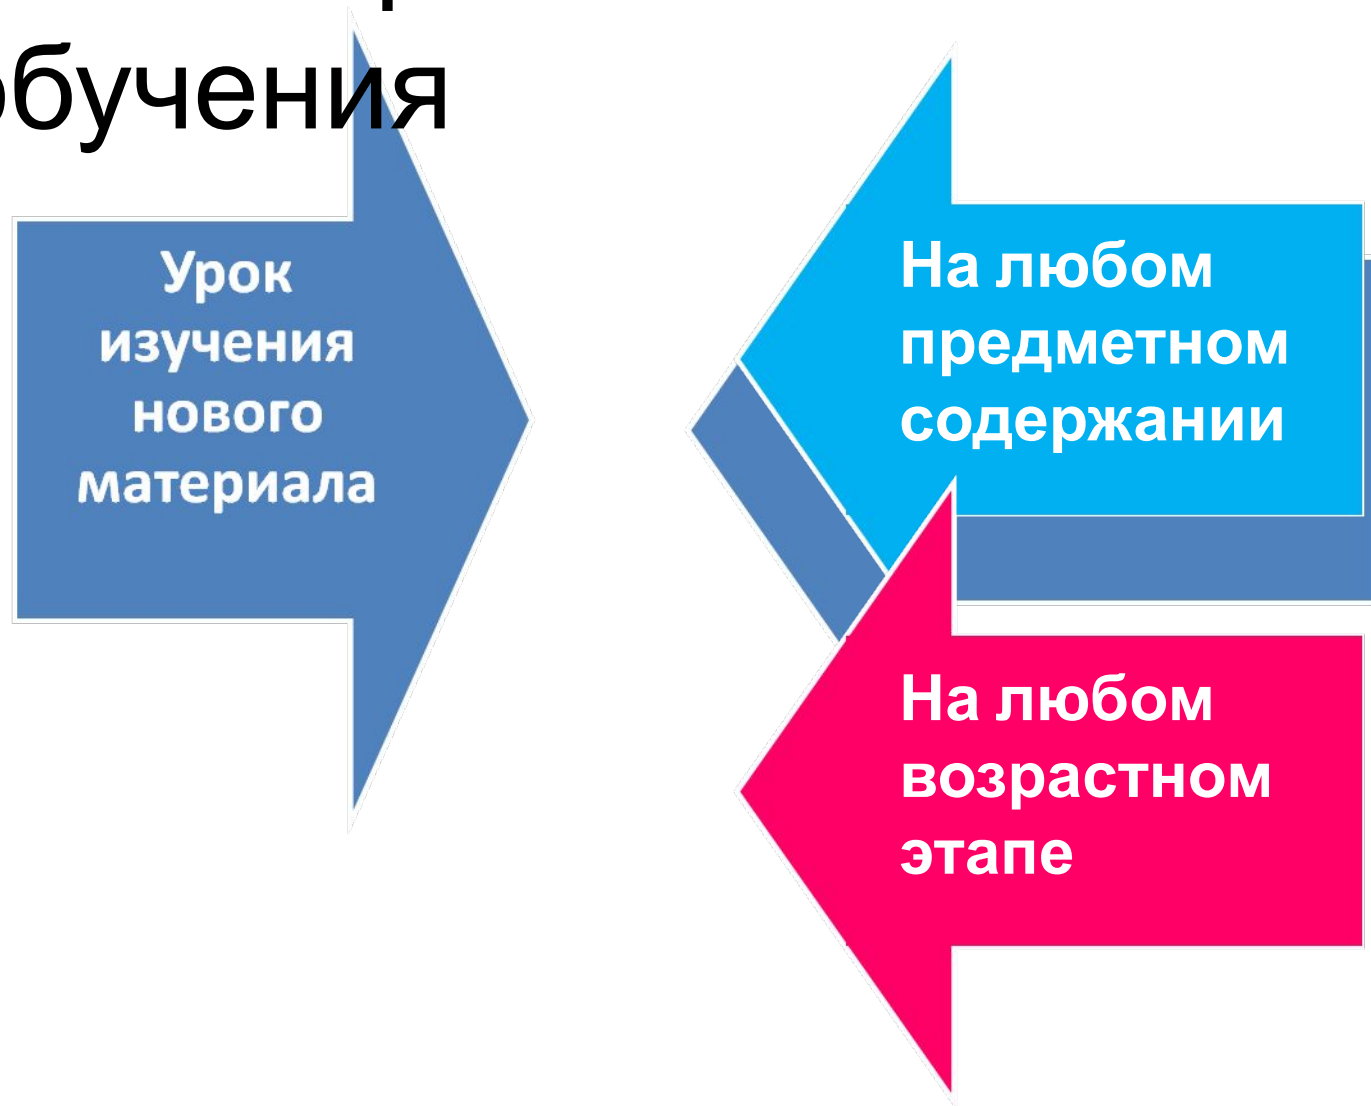 обучения
Урок
изучения
нового
материала
На любом
предметном
содержании
На любом
возрастном
этапе